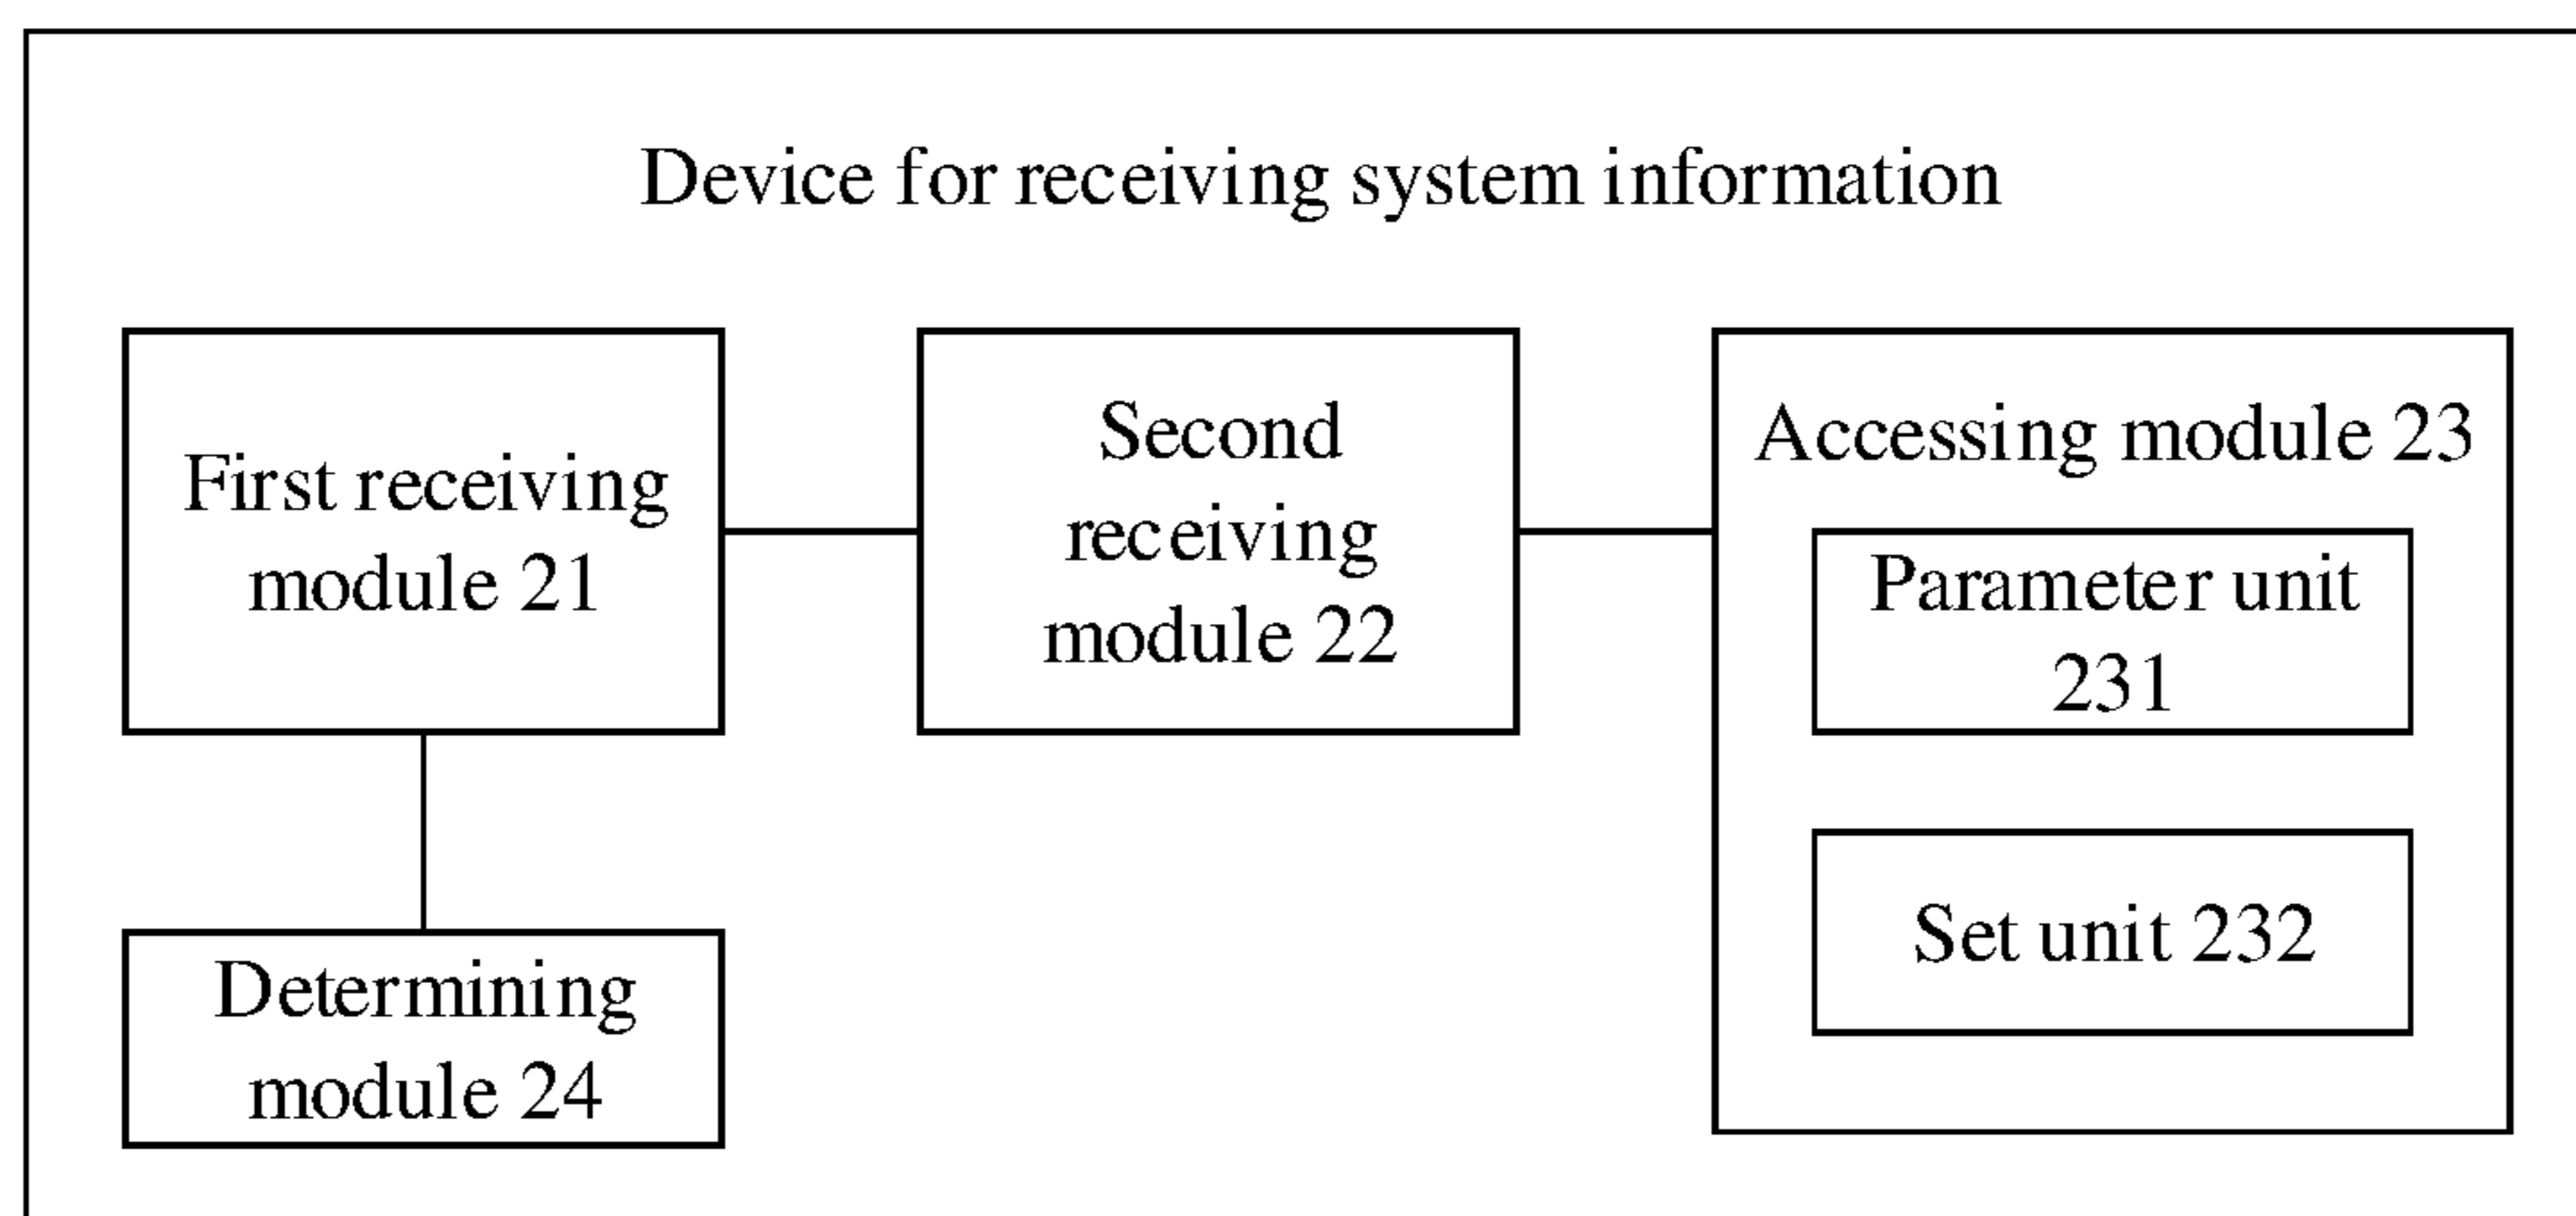 Device for receiving system information
First receiving
module 21
Second
receiving
module 22
Accessing module 23
Parameter unit
231
Set unit 232
Determining
module 24